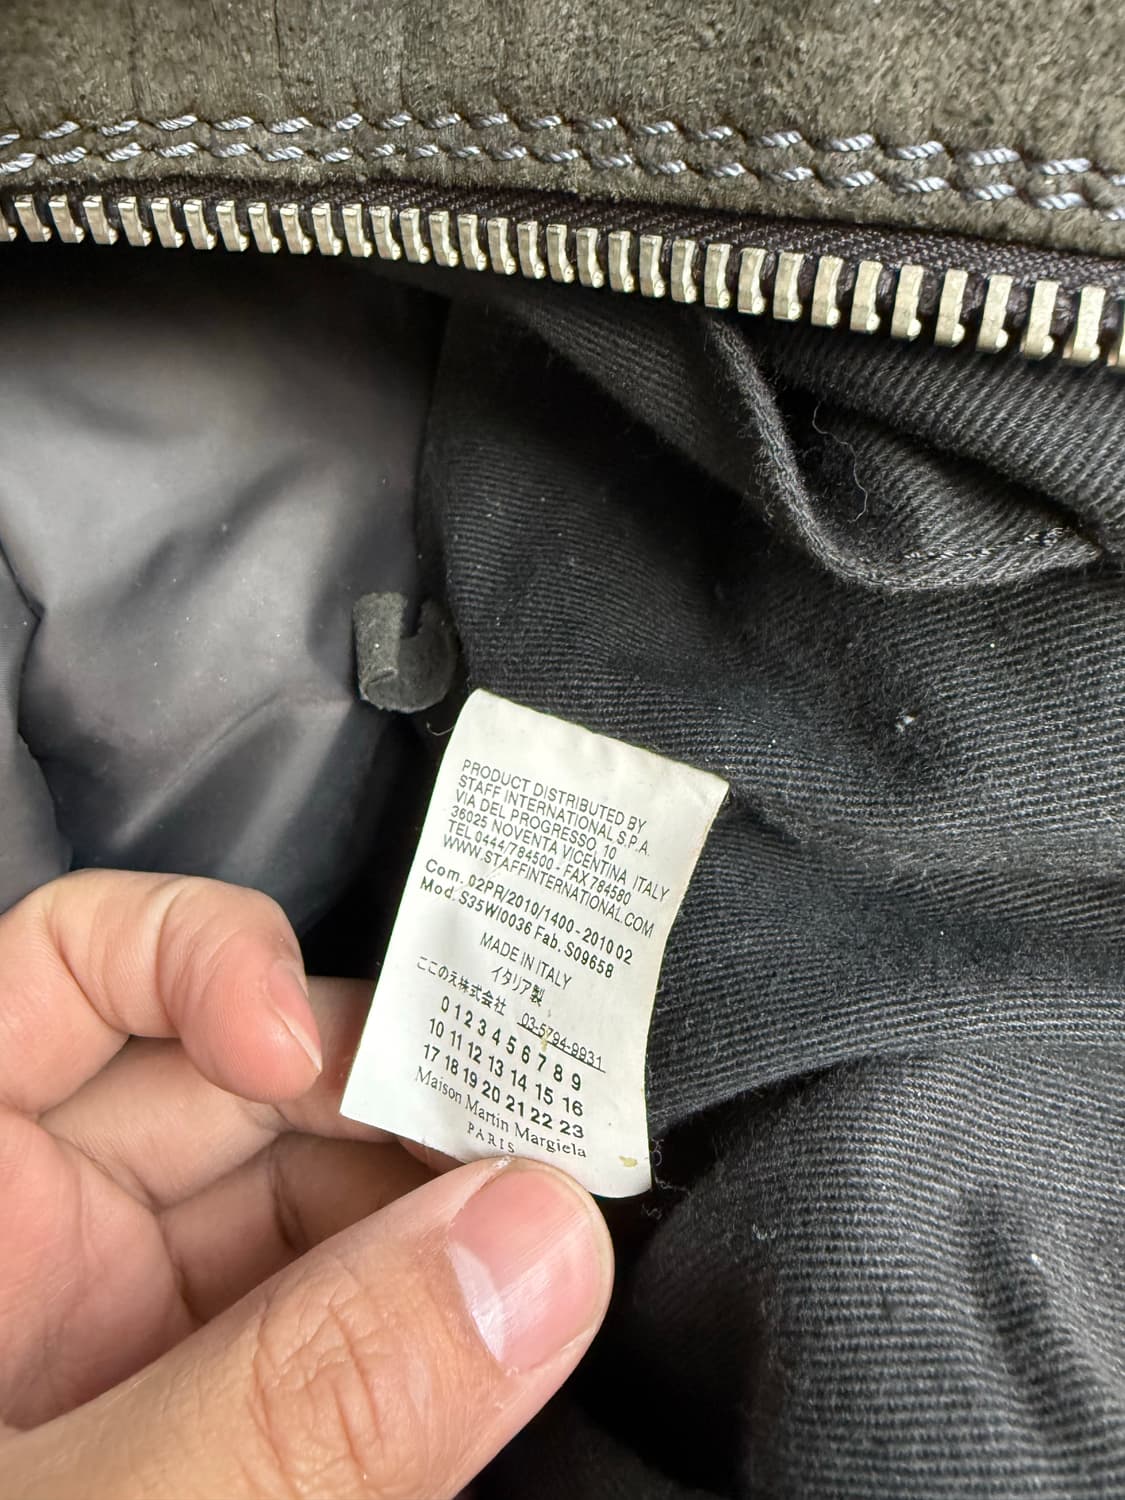 PRODUCT DISTRIBUTED BY
STAFF INTERNATIONAL S.P.A.
VIA DEL PROGRESSO, 10
36025 NOVENTA VICENTINA, ITALY
TEL 0444/784500 - FAX 784580
WWW.STAFFINTERNATIONAL.COM
Com. 02PR/2010/1400 - 2010 02
Mod. S35WI0036 Fab. S09658
MADE IN ITALY
イタリア製
ここのえ株式会社 03-5794-9931
0 1 2 3 4 5 6 7 8 9
10 11 12 13 14 15 16
17 18 19 20 21 22 23
Maison Martin Margiela
PARIS